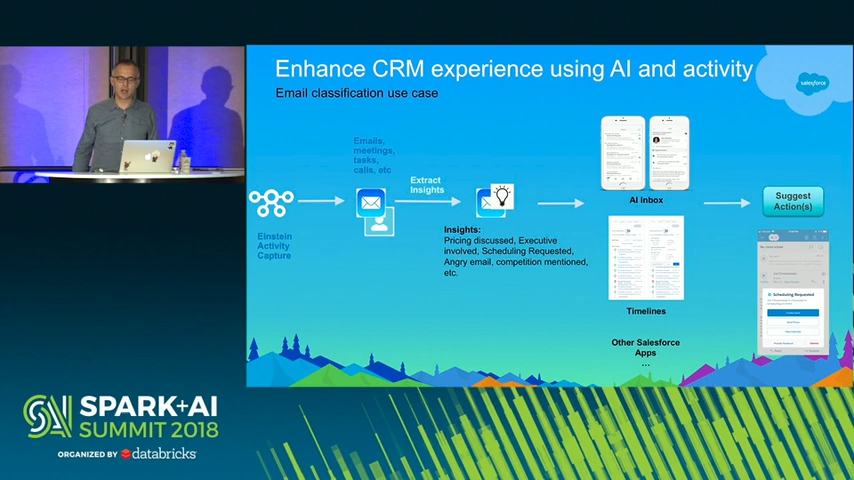 Enhance CRM experience using AI and activity
Email classification use case
salesforce
Emails,
meetings,
tasks,
calls, etc
Extract
Insights
Einstein
Activity
Capture
Insights:
Pricing discussed, Executive
involved, Scheduling Requested,
Angry email, competition mentioned,
etc.
AI inbox
Timelines
Other Salesforce
Apps
...
Suggest
Action(s)
Scheduling Requested
SPARK+AI
SUMMIT 2018
ORGANIZED BY databricks